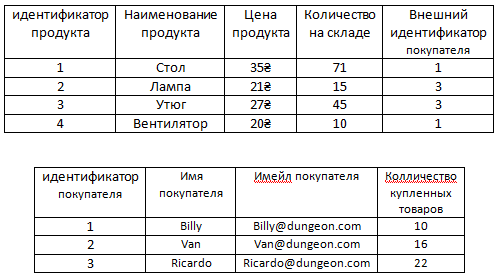 идентификатор продукта Наименование продукта Цена продукта Количество на складе Внешний идентификатор покупателя
1 Стол 35₴ 71 1
2 Лампа 21₴ 15 3
3 Утюг 27₴ 45 3
4 Вентилятор 20₴ 10 1
идентификатор покупателя Имя покупателя Имейл покупателя Колличество купленных товаров
1 Billy Billy@dungeon.com 10
2 Van Van@dungeon.com 16
3 Ricardo Ricardo@dungeon.com 22